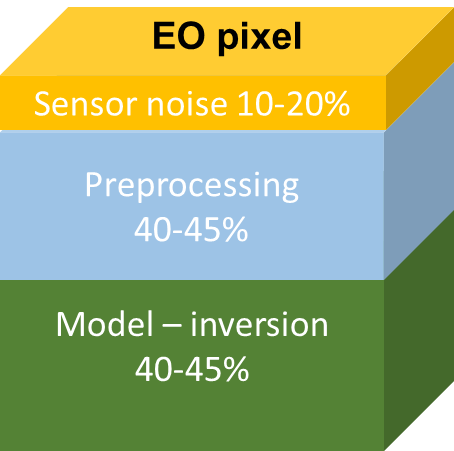 EO pixel
Sensor noise 10-20%
Preprocessing
40-45%
Model – inversion
40-45%